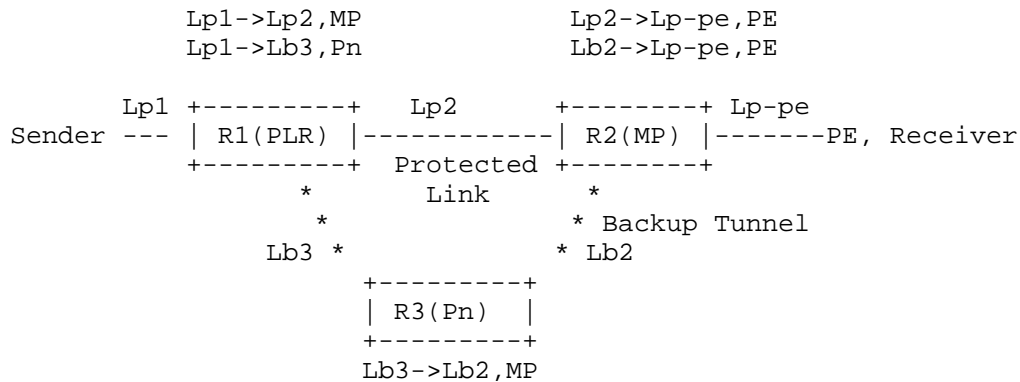 Lp1->Lp2,MP                Lp2->Lp-pe,PE
Lp1->Lb3,Pn                Lb2->Lp-pe,PE
Lp1 +---------+   Lp2        +--------+ Lp-pe
Sender --- | R1(PLR) |------------| R2(MP) |-------PE, Receiver
+---------+  Protected +--------+
*       Link      *
*               * Backup Tunnel
Lb3 *             * Lb2
+---------+
| R3(Pn)  |
+---------+
Lb3->Lb2,MP